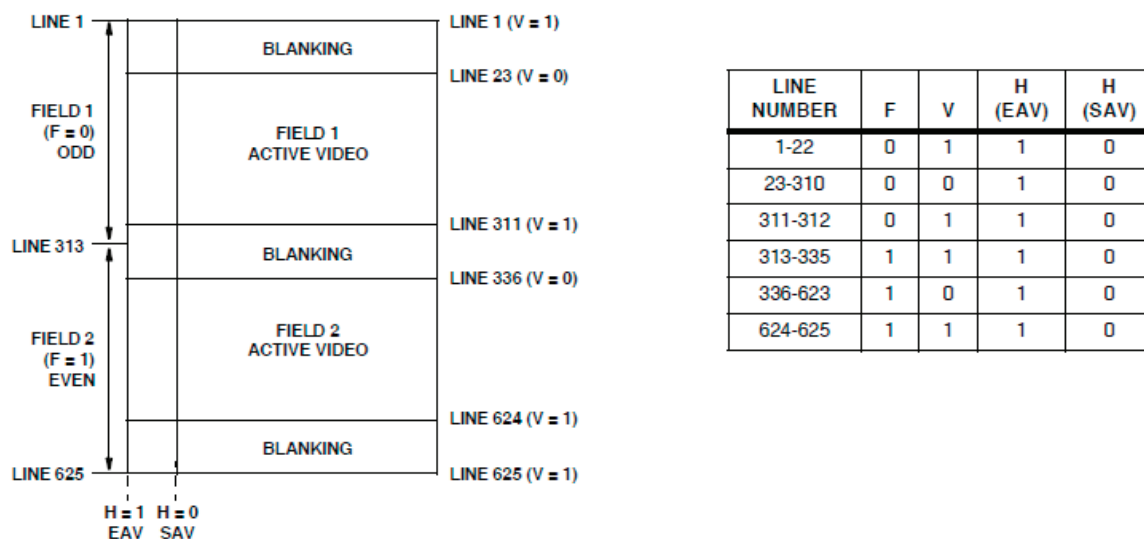 LINE 1
LINE 1 (V = 1)
BLANKING
LINE 23 (V = 0)
FIELD 1
(F = 0)
ODD
FIELD 1
ACTIVE VIDEO
LINE 311 (V = 1)
LINE 313
BLANKING
LINE 336 (V = 0)
FIELD 2
(F = 1)
EVEN
FIELD 2
ACTIVE VIDEO
LINE 624 (V = 1)
BLANKING
LINE 625
LINE 625 (V = 1)
H = 1
EAV
H = 0
SAV
LINE NUMBER F V H (EAV) H (SAV)
1-22 0 1 1 0
23-310 0 0 1 0
311-312 0 1 1 0
313-335 1 1 1 0
336-623 1 0 1 0
624-625 1 1 1 0